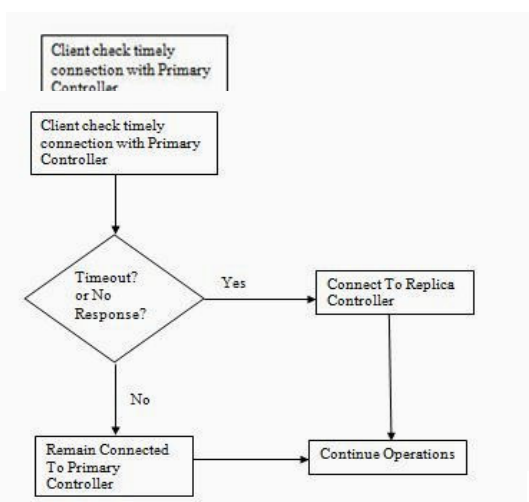 Client check timely
connection with Primary
Controller
Client check timely
connection with Primary
Controller
Timeout?
or No
Response?
Yes
Connect To Replica
Controller
No
Remain Connected
To Primary
Controller
Continue Operations